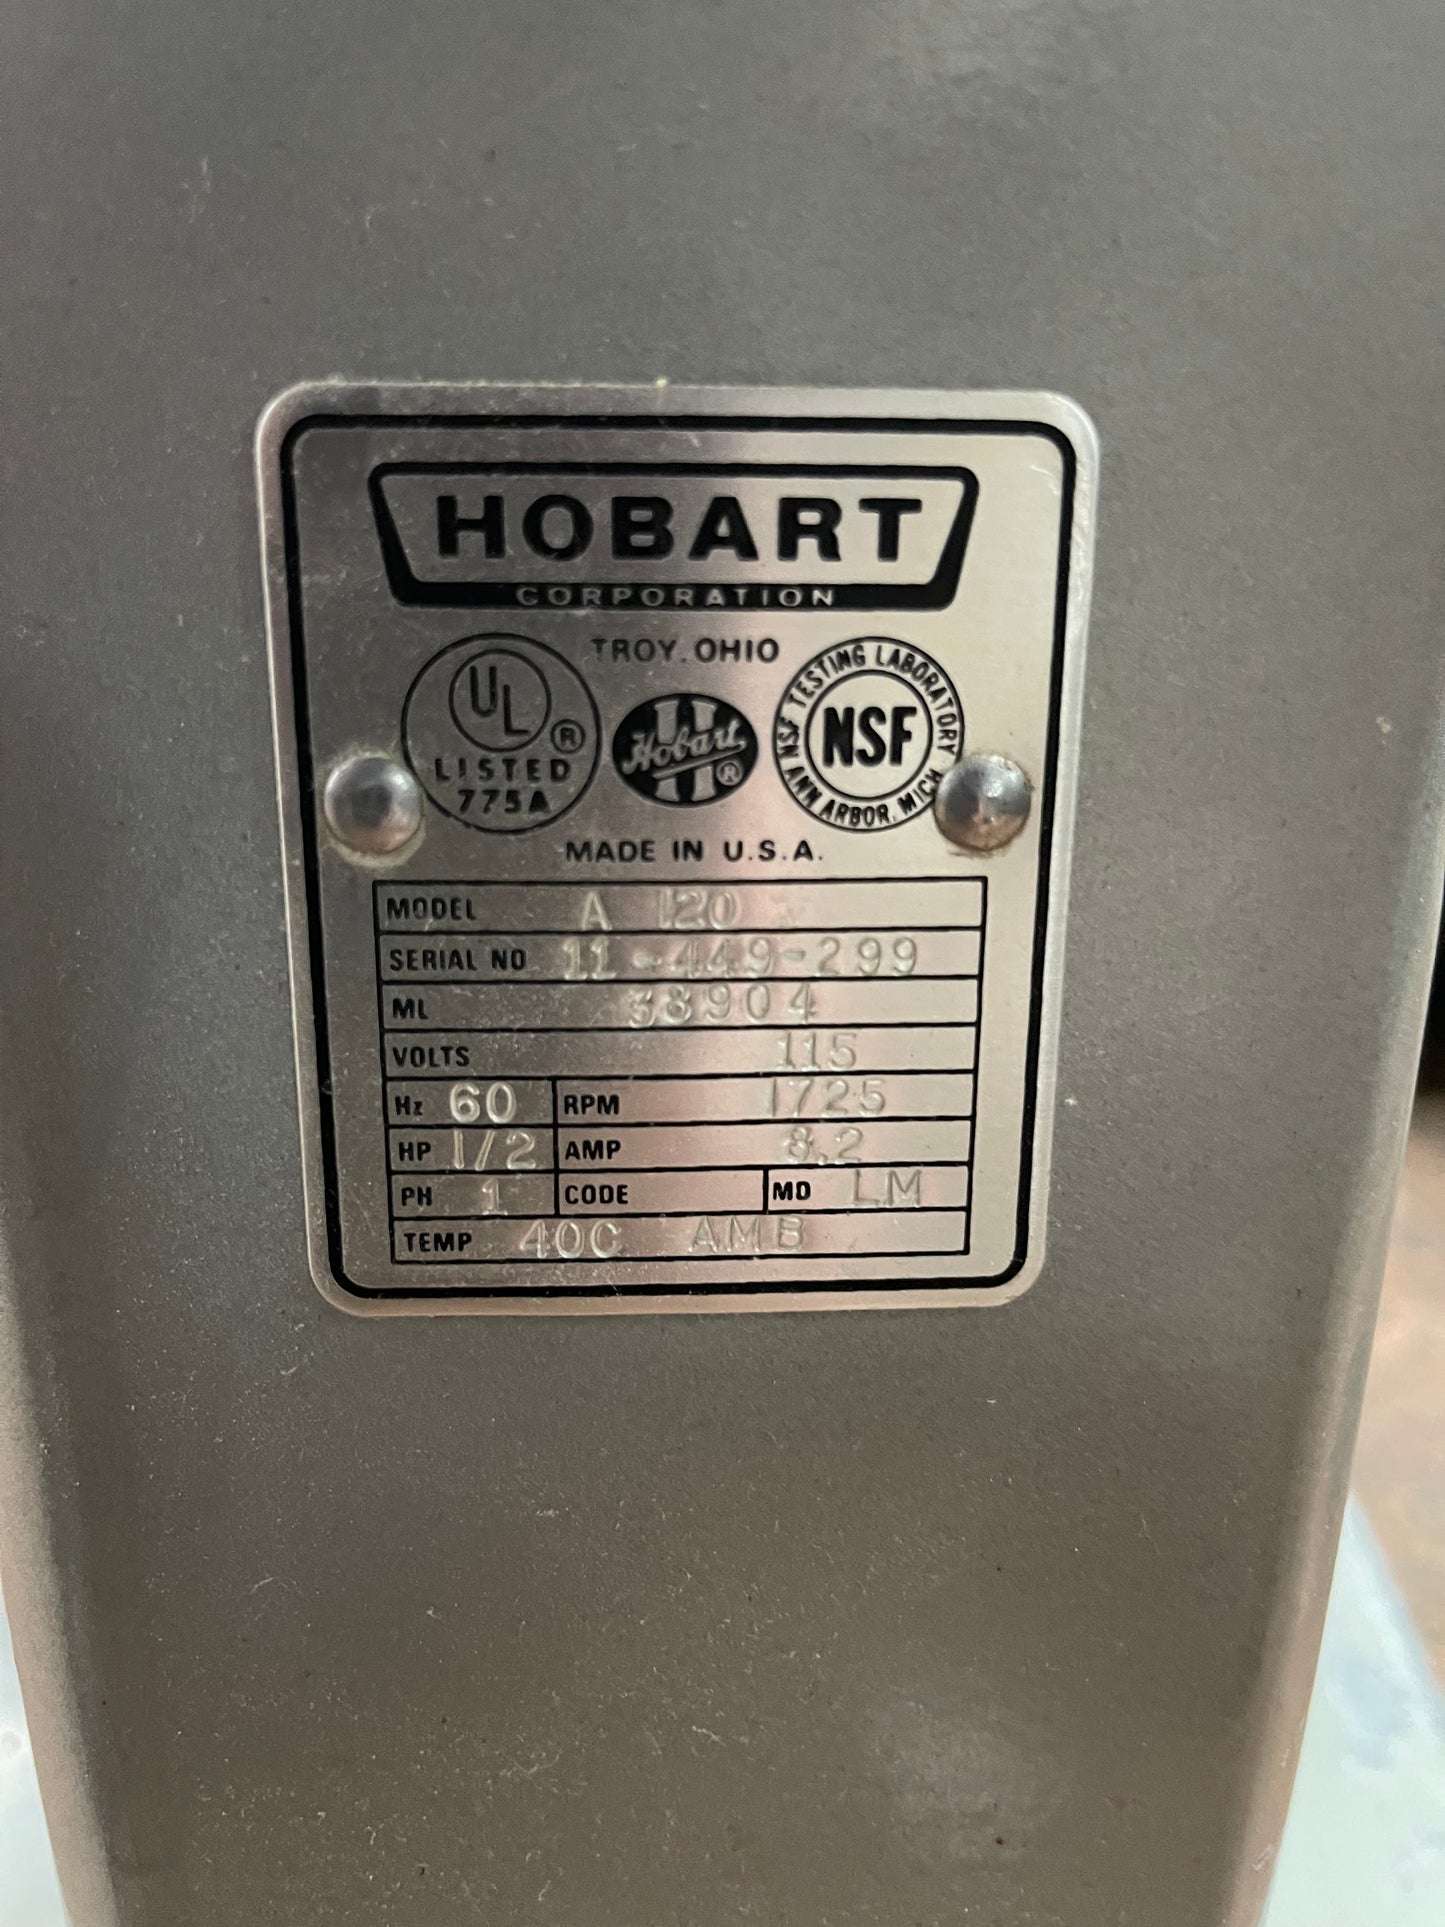 HOBART
CORPORATION
TROY, OHIO
UL ®
LISTED
775A
Hobart ®
NSF TESTING LABORATORY
NSF
ANN ARBOR, MICH
MADE IN U.S.A.
MODEL A 120
SERIAL NO 11-449-299
ML 38904
VOLTS 115
Hz 60 RPM 1725
HP 1/2 AMP 8.2
PH 1 CODE MD LM
TEMP 40C AMB